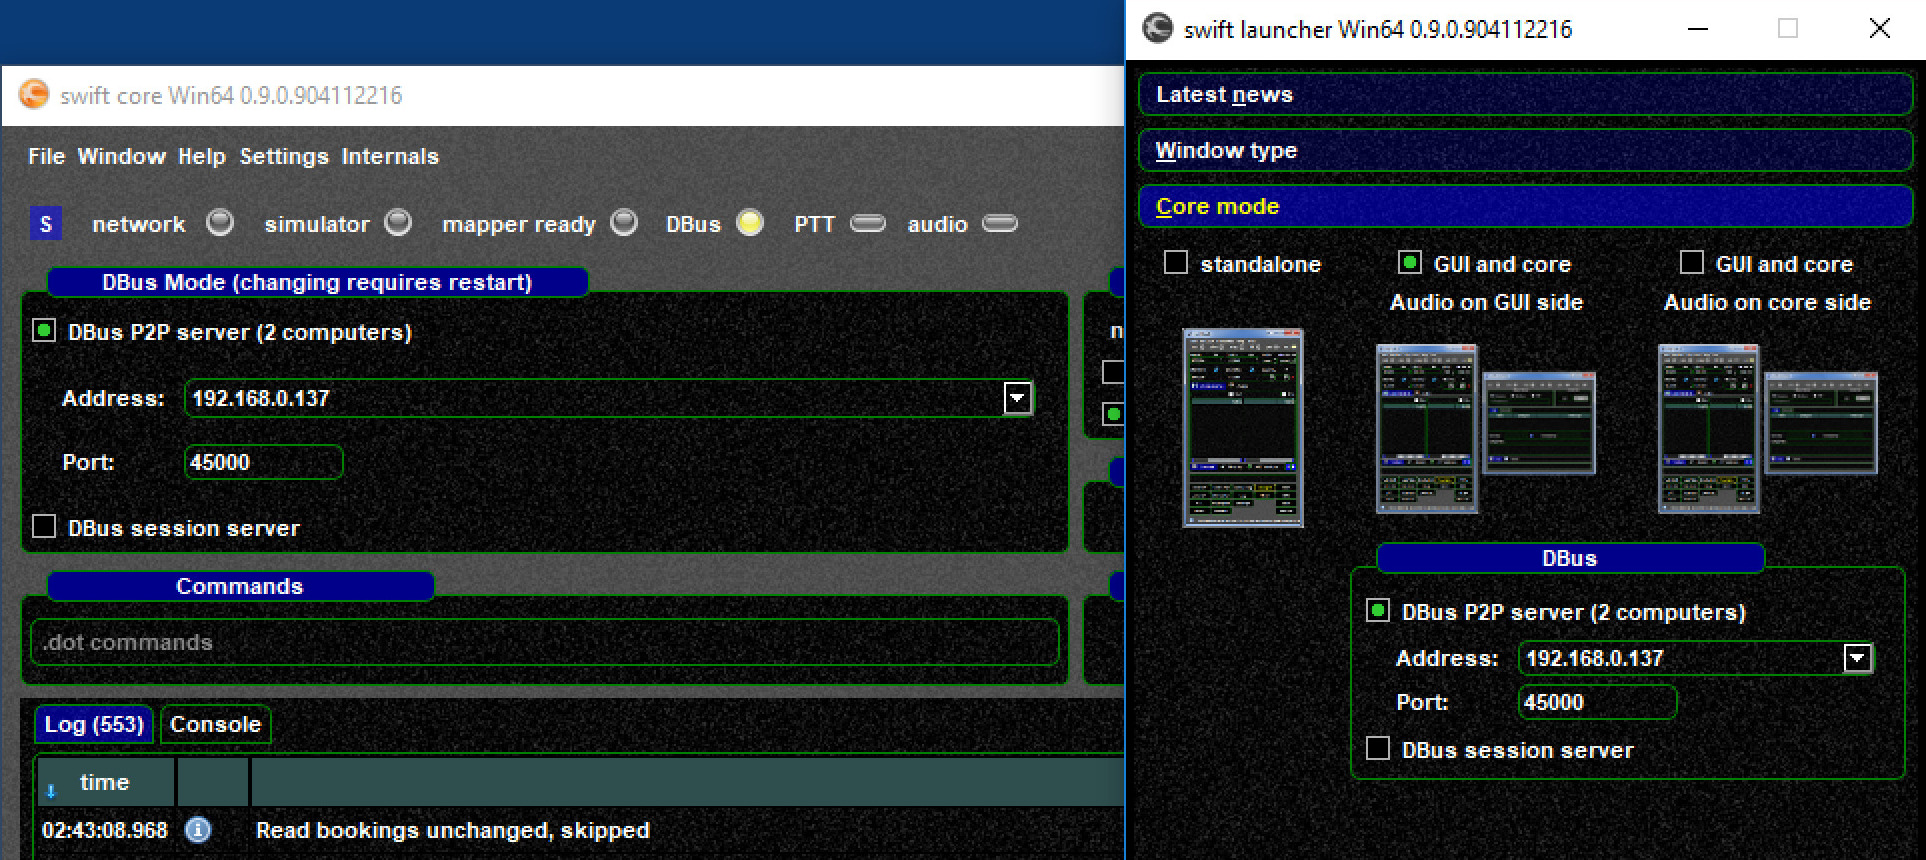 swift core Win64 0.9.0.904112216
File Window Help Settings Internals
S network simulator mapper ready DBus PTT audio
DBus Mode (changing requires restart)
DBus P2P server (2 computers)
Address: 192.168.0.137
Port: 45000
DBus session server
Commands
.dot commands
Log (553) Console
time
02:43:08.968 Read bookings unchanged, skipped
n
swift launcher Win64 0.9.0.904112216
Latest news
Window type
Core mode
standalone GUI and core GUI and core
Audio on GUI side Audio on core side
DBus
DBus P2P server (2 computers)
Address: 192.168.0.137
Port: 45000
DBus session server